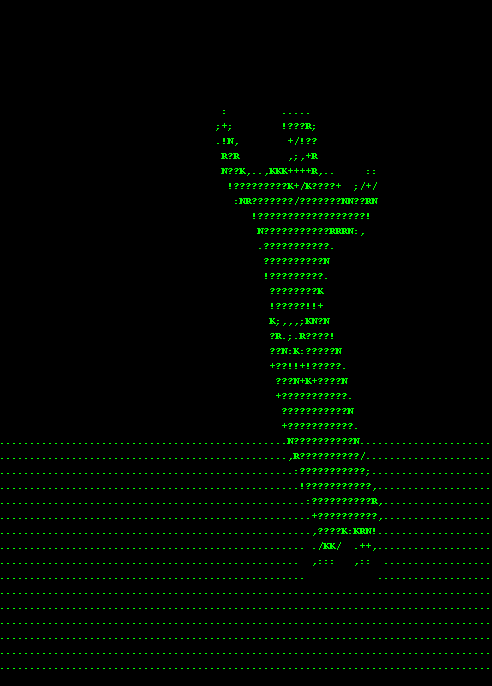 :         .....
;+;        !???R;
.!N,        +/!??
R?R        ,;,+R
N??K,..,KKK++++R,..     ::
!?????????K+/K????+  ;/+/
:NR???????/???????NN??RN
!??????????????????!
N???????????RRRN:,
.???????????.
??????????N
!?????????.
????????K
!?????!!+
K;,,,;KN?N
?R.;.R????!
??N:K:?????N
+??!!+!?????.
???N+K+????N
+???????????.
???????????N
+???????????.
................................................N??????????N......................
................................................,R??????????/.....................
.................................................:???????????;....................
..................................................!???????????,...................
...................................................:??????????R,..................
....................................................+??????????,..................
....................................................,????K:KRN!...................
................................................... ./KK/  .++,...................
..................................................  ,:::   ,::  ..................
...................................................            ...................
..................................................................................
..................................................................................
..................................................................................
..................................................................................
..................................................................................
..................................................................................